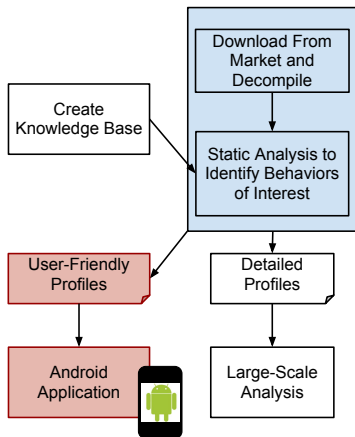 Download From
Market and
Decompile
Create
Knowledge Base
Static Analysis to
Identify Behaviors
of Interest
User-Friendly
Profiles
Detailed
Profiles
Android
Application
Large-Scale
Analysis